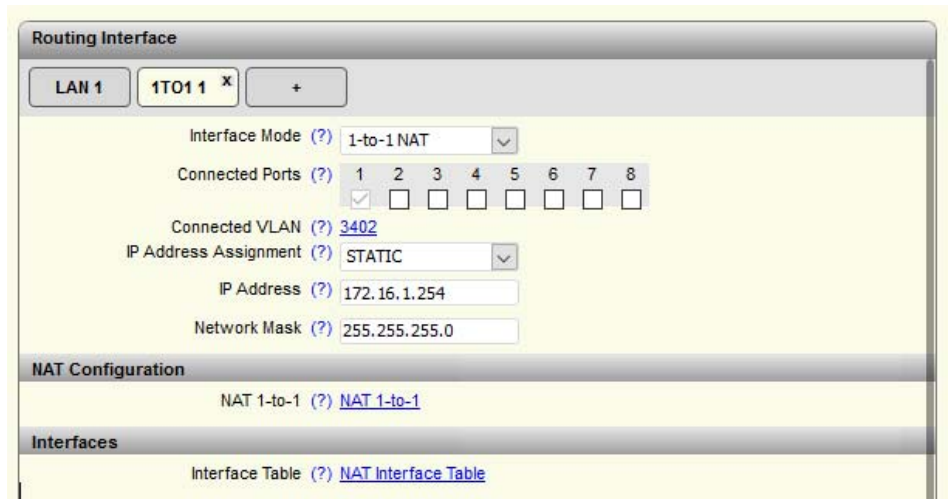 Routing Interface
LAN 1 1TO1 1 x +
Interface Mode (?) 1-to-1 NAT
Connected Ports (?) 1 2 3 4 5 6 7 8
Connected VLAN (?) 3402
IP Address Assignment (?) STATIC
IP Address (?) 172.16.1.254
Network Mask (?) 255.255.255.0
NAT Configuration
NAT 1-to-1 (?) NAT 1-to-1
Interfaces
Interface Table (?) NAT Interface Table